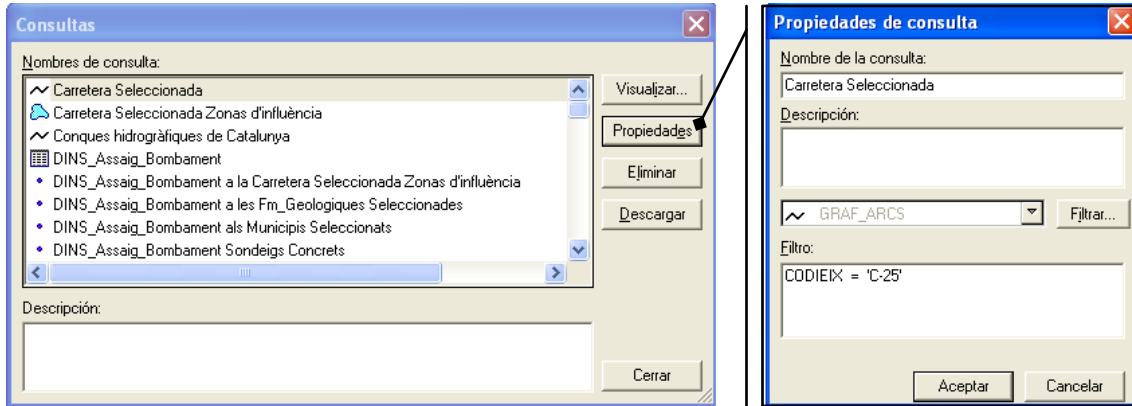 Consultas
Nombres de consulta:
Carretera Seleccionada
Carretera Seleccionada Zonas d'influència
Conques hidrogràfiques de Catalunya
DINS_Assaig_Bombament
DINS_Assaig_Bombament a la Carretera Seleccionada Zonas d'influència
DINS_Assaig_Bombament a les Fm_Geologiques Seleccionades
DINS_Assaig_Bombament als Municipis Seleccionats
DINS_Assaig_Bombament Sondeigs Concrets
Visualizar...
Propiedades
Eliminar
Descargar
Descripción:
Cerrar
Propiedades de consulta
Nombre de la consulta:
Carretera Seleccionada
Descripción:
GRAF_ARCS
Filtrar...
Filtro:
CODIEIX = 'C-25'
Aceptar
Cancelar